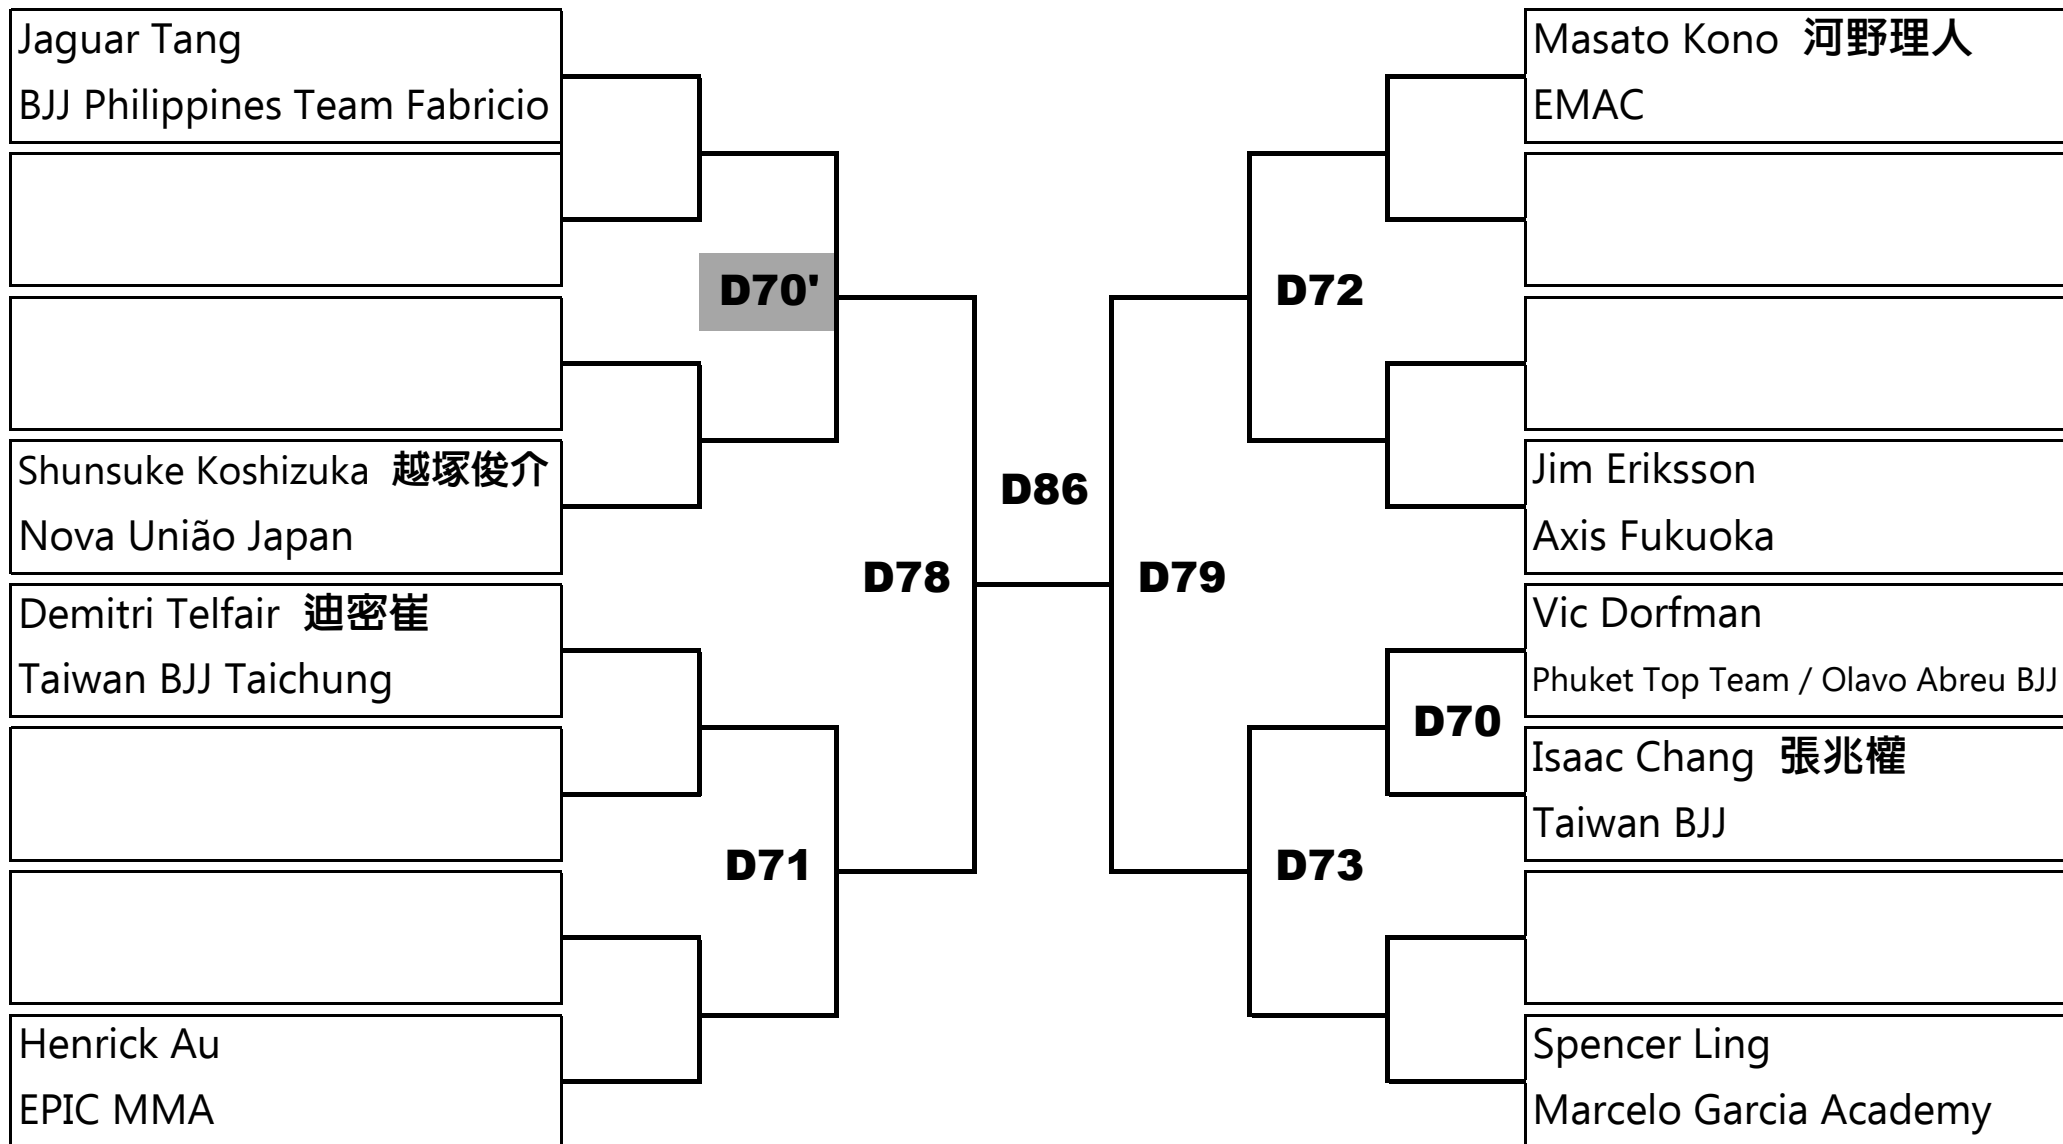 Jaguar Tang
BJJ Philippines Team Fabricio
D70'
Shunsuke Koshizuka 越塚俊介
Nova União Japan
D78
Demitri Telfair 迪密崔
Taiwan BJJ Taichung
D71
Henrick Au
EPIC MMA
D86
Masato Kono 河野理人
EMAC
D72
Jim Eriksson
Axis Fukuoka
D79
Vic Dorfman
Phuket Top Team / Olavo Abreu BJJ
D70
Isaac Chang 張兆權
Taiwan BJJ
D73
Spencer Ling
Marcelo Garcia Academy